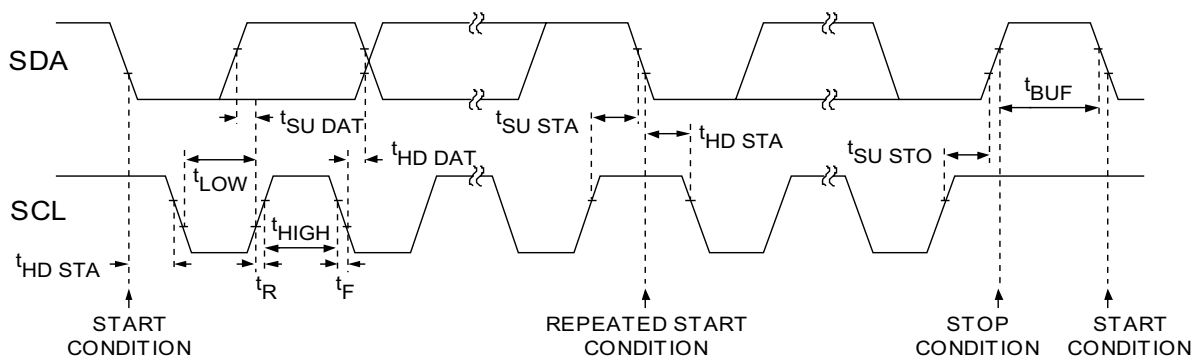 SDA
tBUF
tSU DAT
tSU STA
tHD STA
tHD DAT
tSU STO
tLOW
SCL
tHIGH
tHD STA
tR
tF
START
CONDITION
REPEATED START
CONDITION
STOP
CONDITION
START
CONDITION